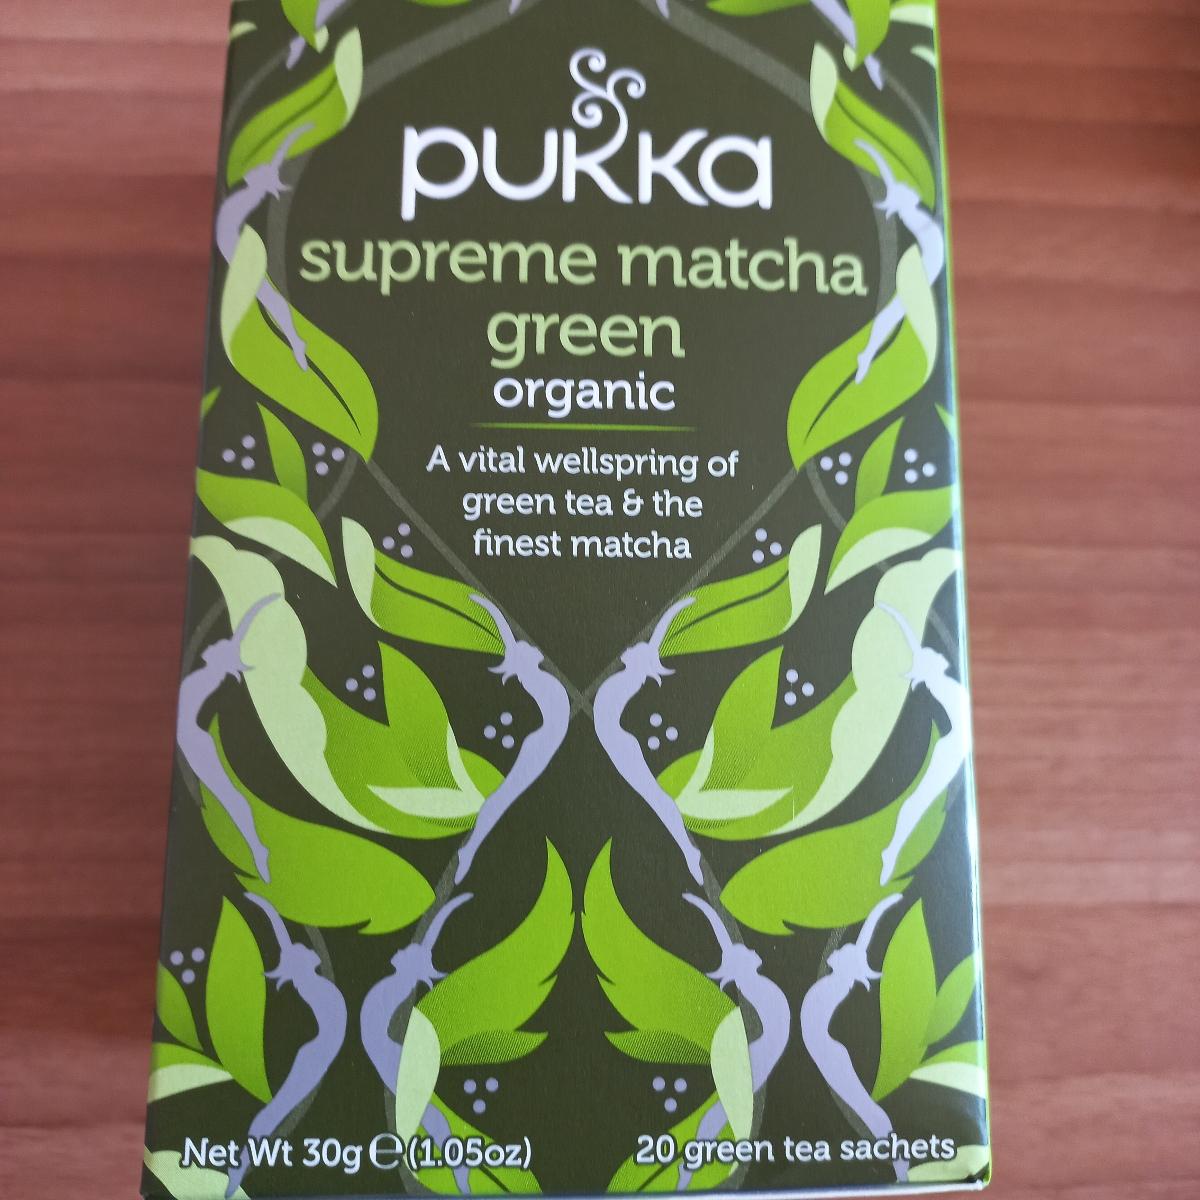 pukka
supreme matcha
green
organic
A vital wellspring of
green tea & the
finest matcha
Net Wt 30g ℮ (1.05oz)
20 green tea sachets